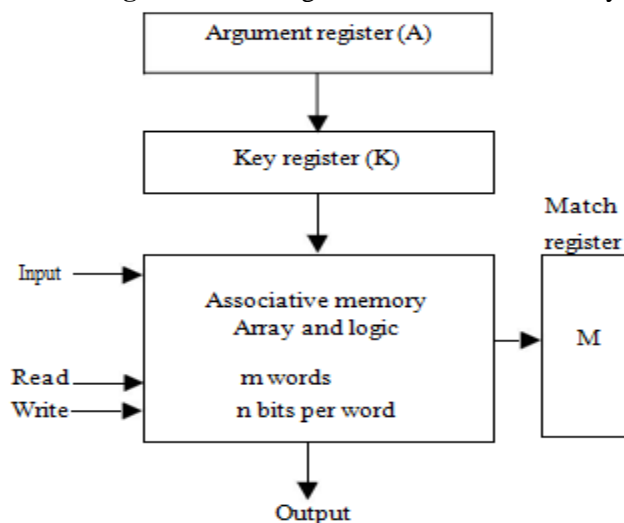 Argument register (A)
Key register (K)
Match
register
Input
Associative memory
Array and logic
M
Read
m words
Write
n bits per word
Output